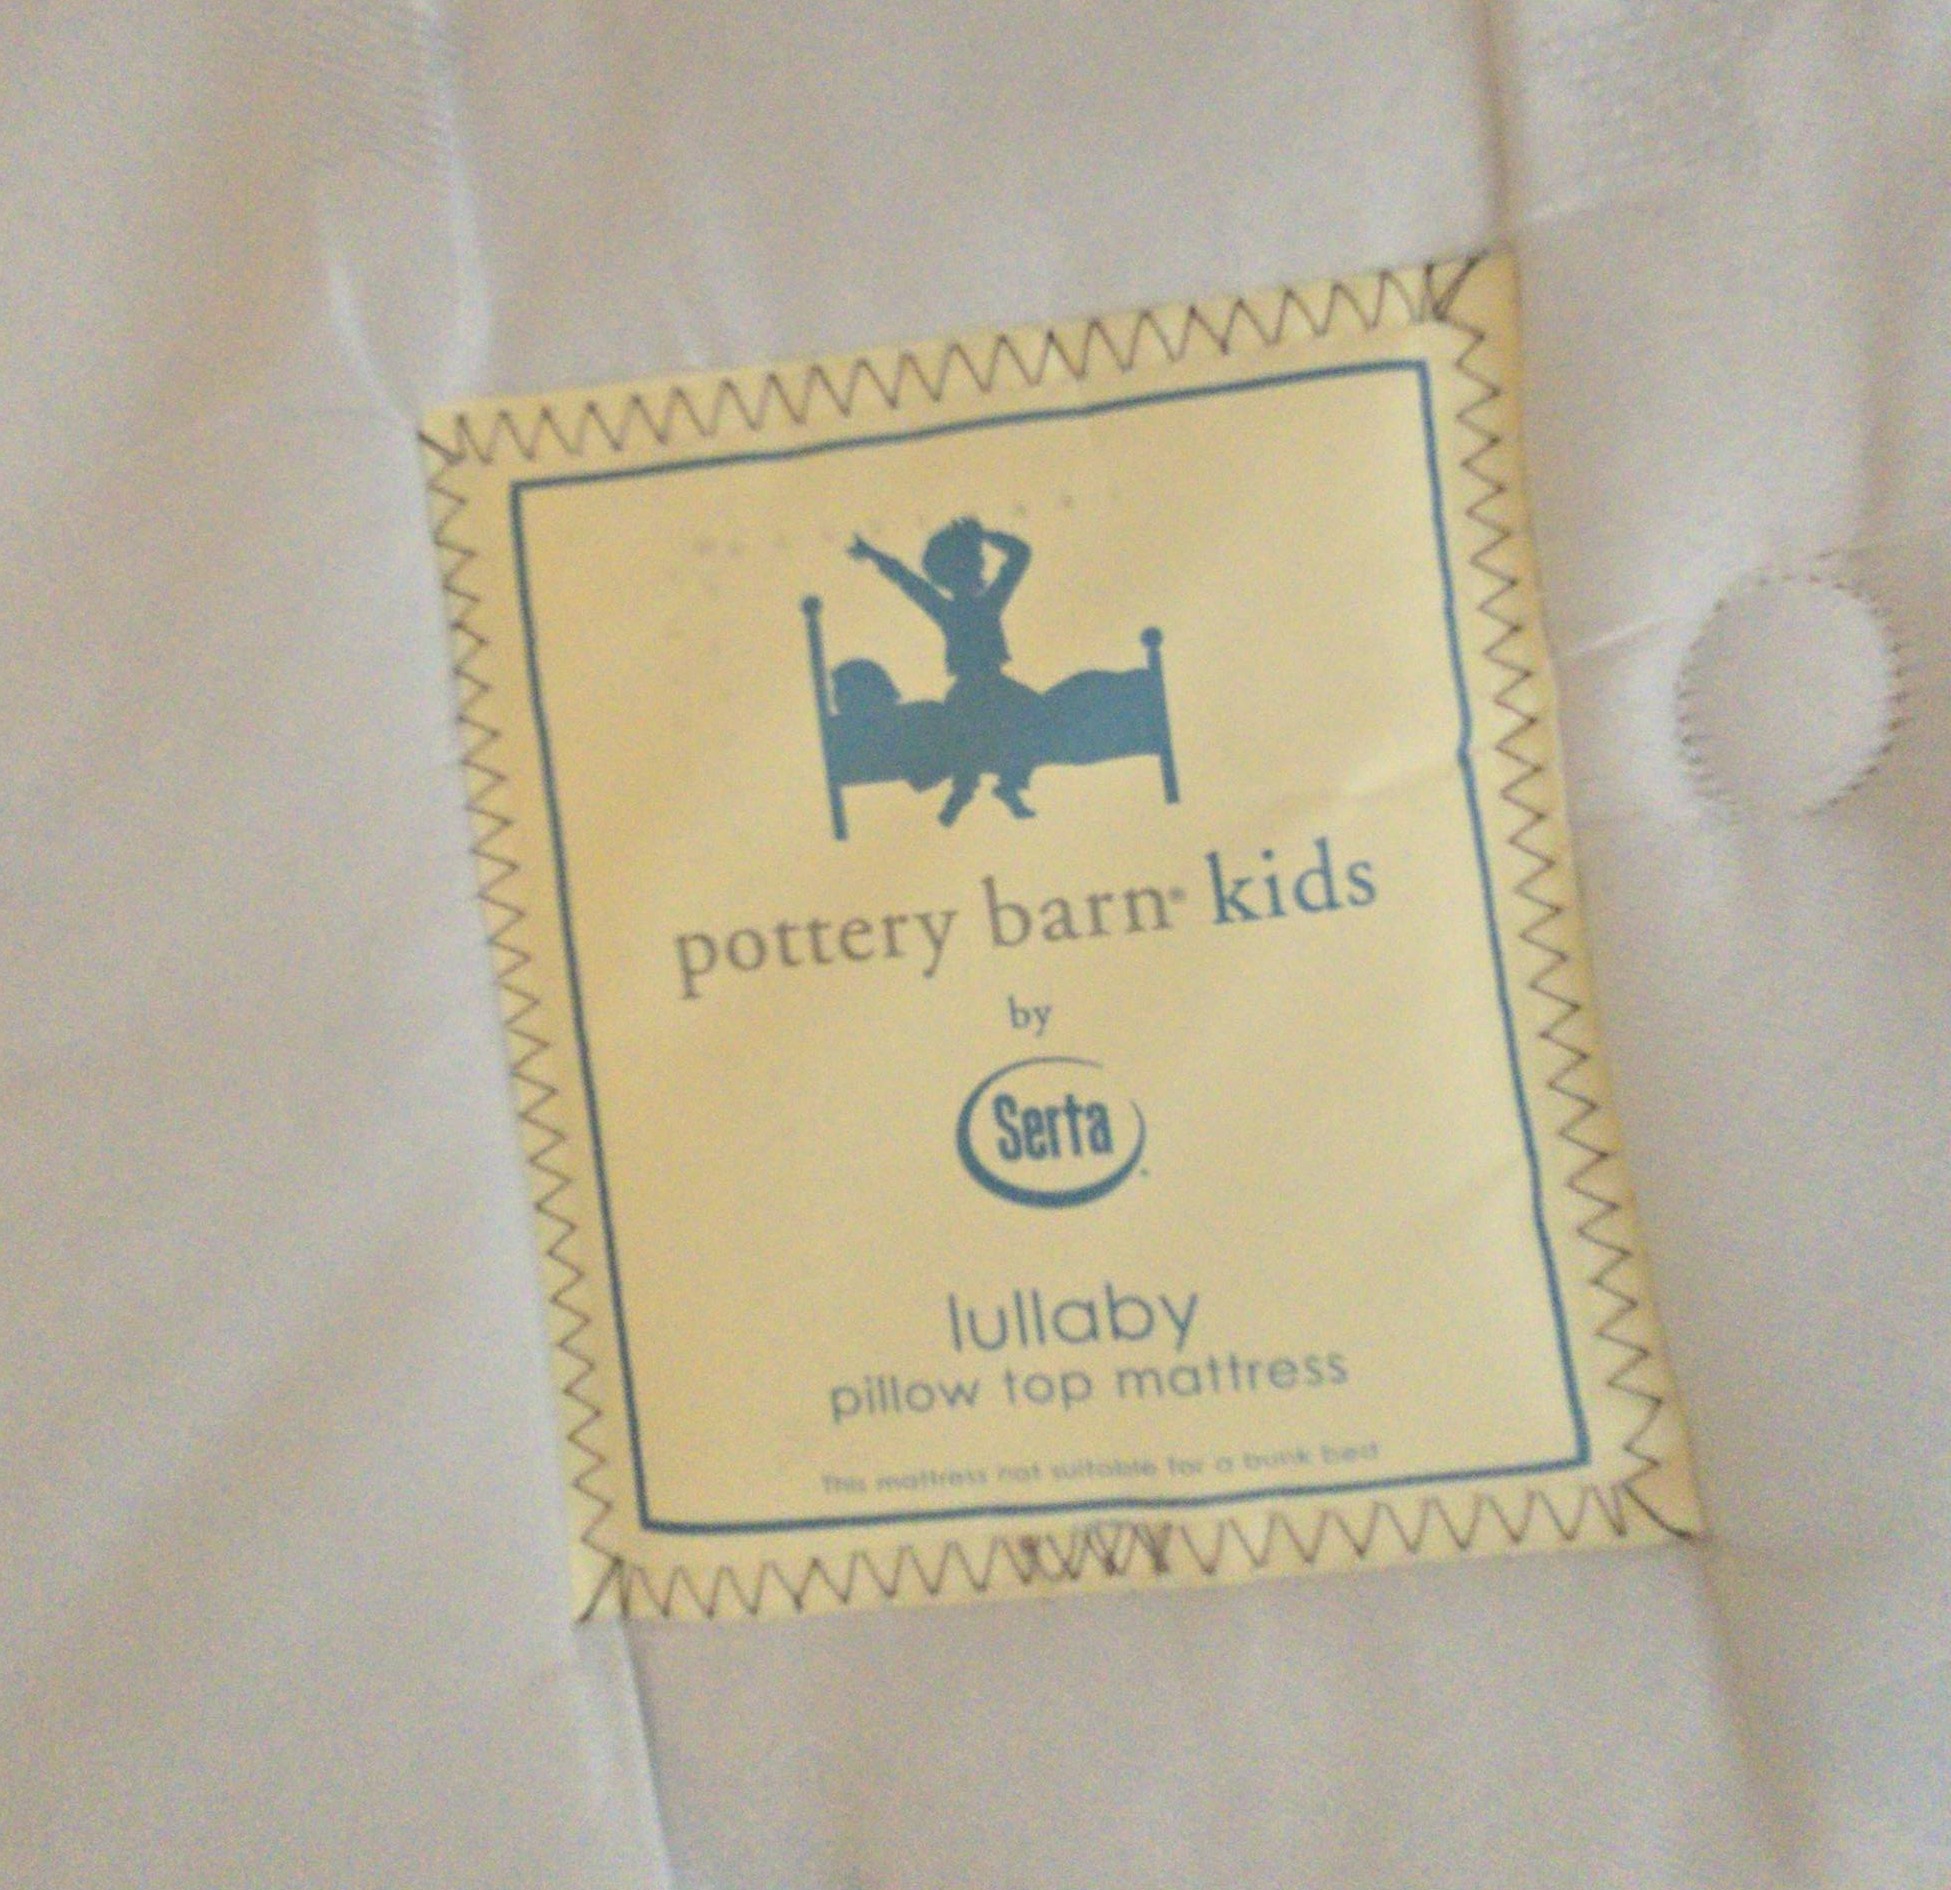 pottery barn® kids
by
Serta
lullaby
pillow top mattress
This mattress not suitable for a bunk bed